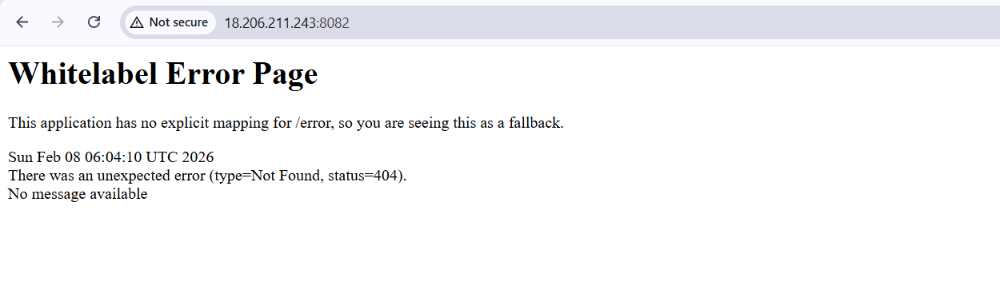 Not secure 18.206.211.243:8082
Whitelabel Error Page
This application has no explicit mapping for /error, so you are seeing this as a fallback.
Sun Feb 08 06:04:10 UTC 2026
There was an unexpected error (type=Not Found, status=404).
No message available